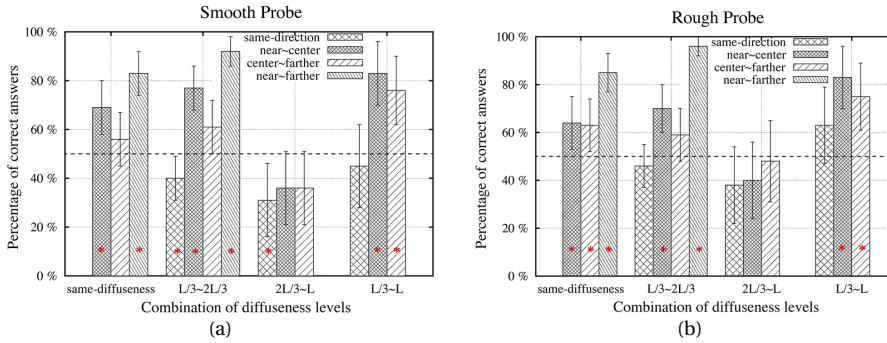 Smooth Probe
100 %
80 %
60 %
40 %
20 %
0 %
Percentage of correct answers
same-direction
near~center
center~farther
near~farther
* * * * * * * *
same-diffuseness L/3~2L/3 2L/3~L L/3~L
Combination of diffuseness levels
(a)
Rough Probe
100 %
80 %
60 %
40 %
20 %
0 %
Percentage of correct answers
same-direction
near~center
center~farther
near~farther
* * * * * * *
same-diffuseness L/3~2L/3 2L/3~L L/3~L
Combination of diffuseness levels
(b)